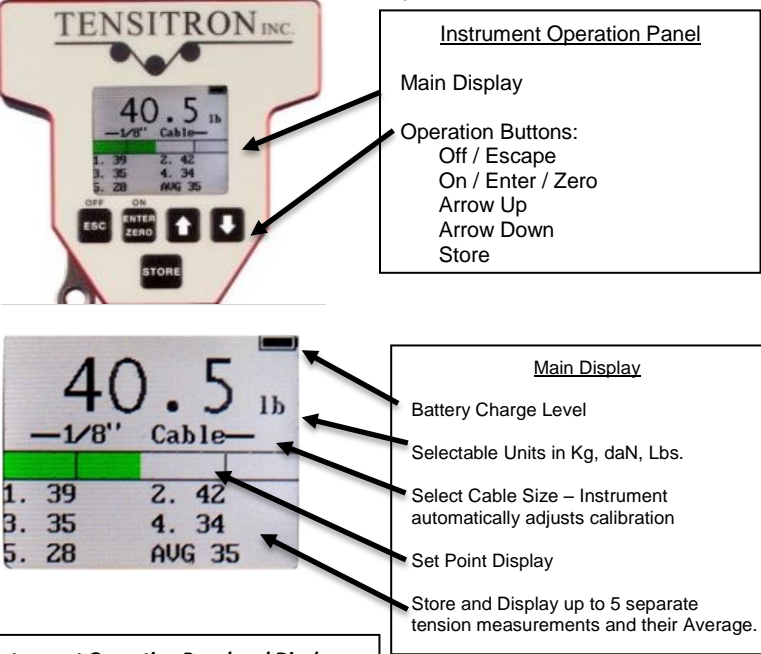 TENSITRON INC.
40.5 lb
—1/8'' Cable—
1. 39 2. 42
3. 35 4. 34
5. 28 AVG 35
OFF ON
ESC ENTER ZERO
STORE
Instrument Operation Panel
Main Display
Operation Buttons:
Off / Escape
On / Enter / Zero
Arrow Up
Arrow Down
Store
40.5 lb
—1/8'' Cable—
1. 39 2. 42
3. 35 4. 34
5. 28 AVG 35
Main Display
Battery Charge Level
Selectable Units in Kg, daN, Lbs.
Select Cable Size – Instrument
automatically adjusts calibration
Set Point Display
Store and Display up to 5 separate
tension measurements and their Average.